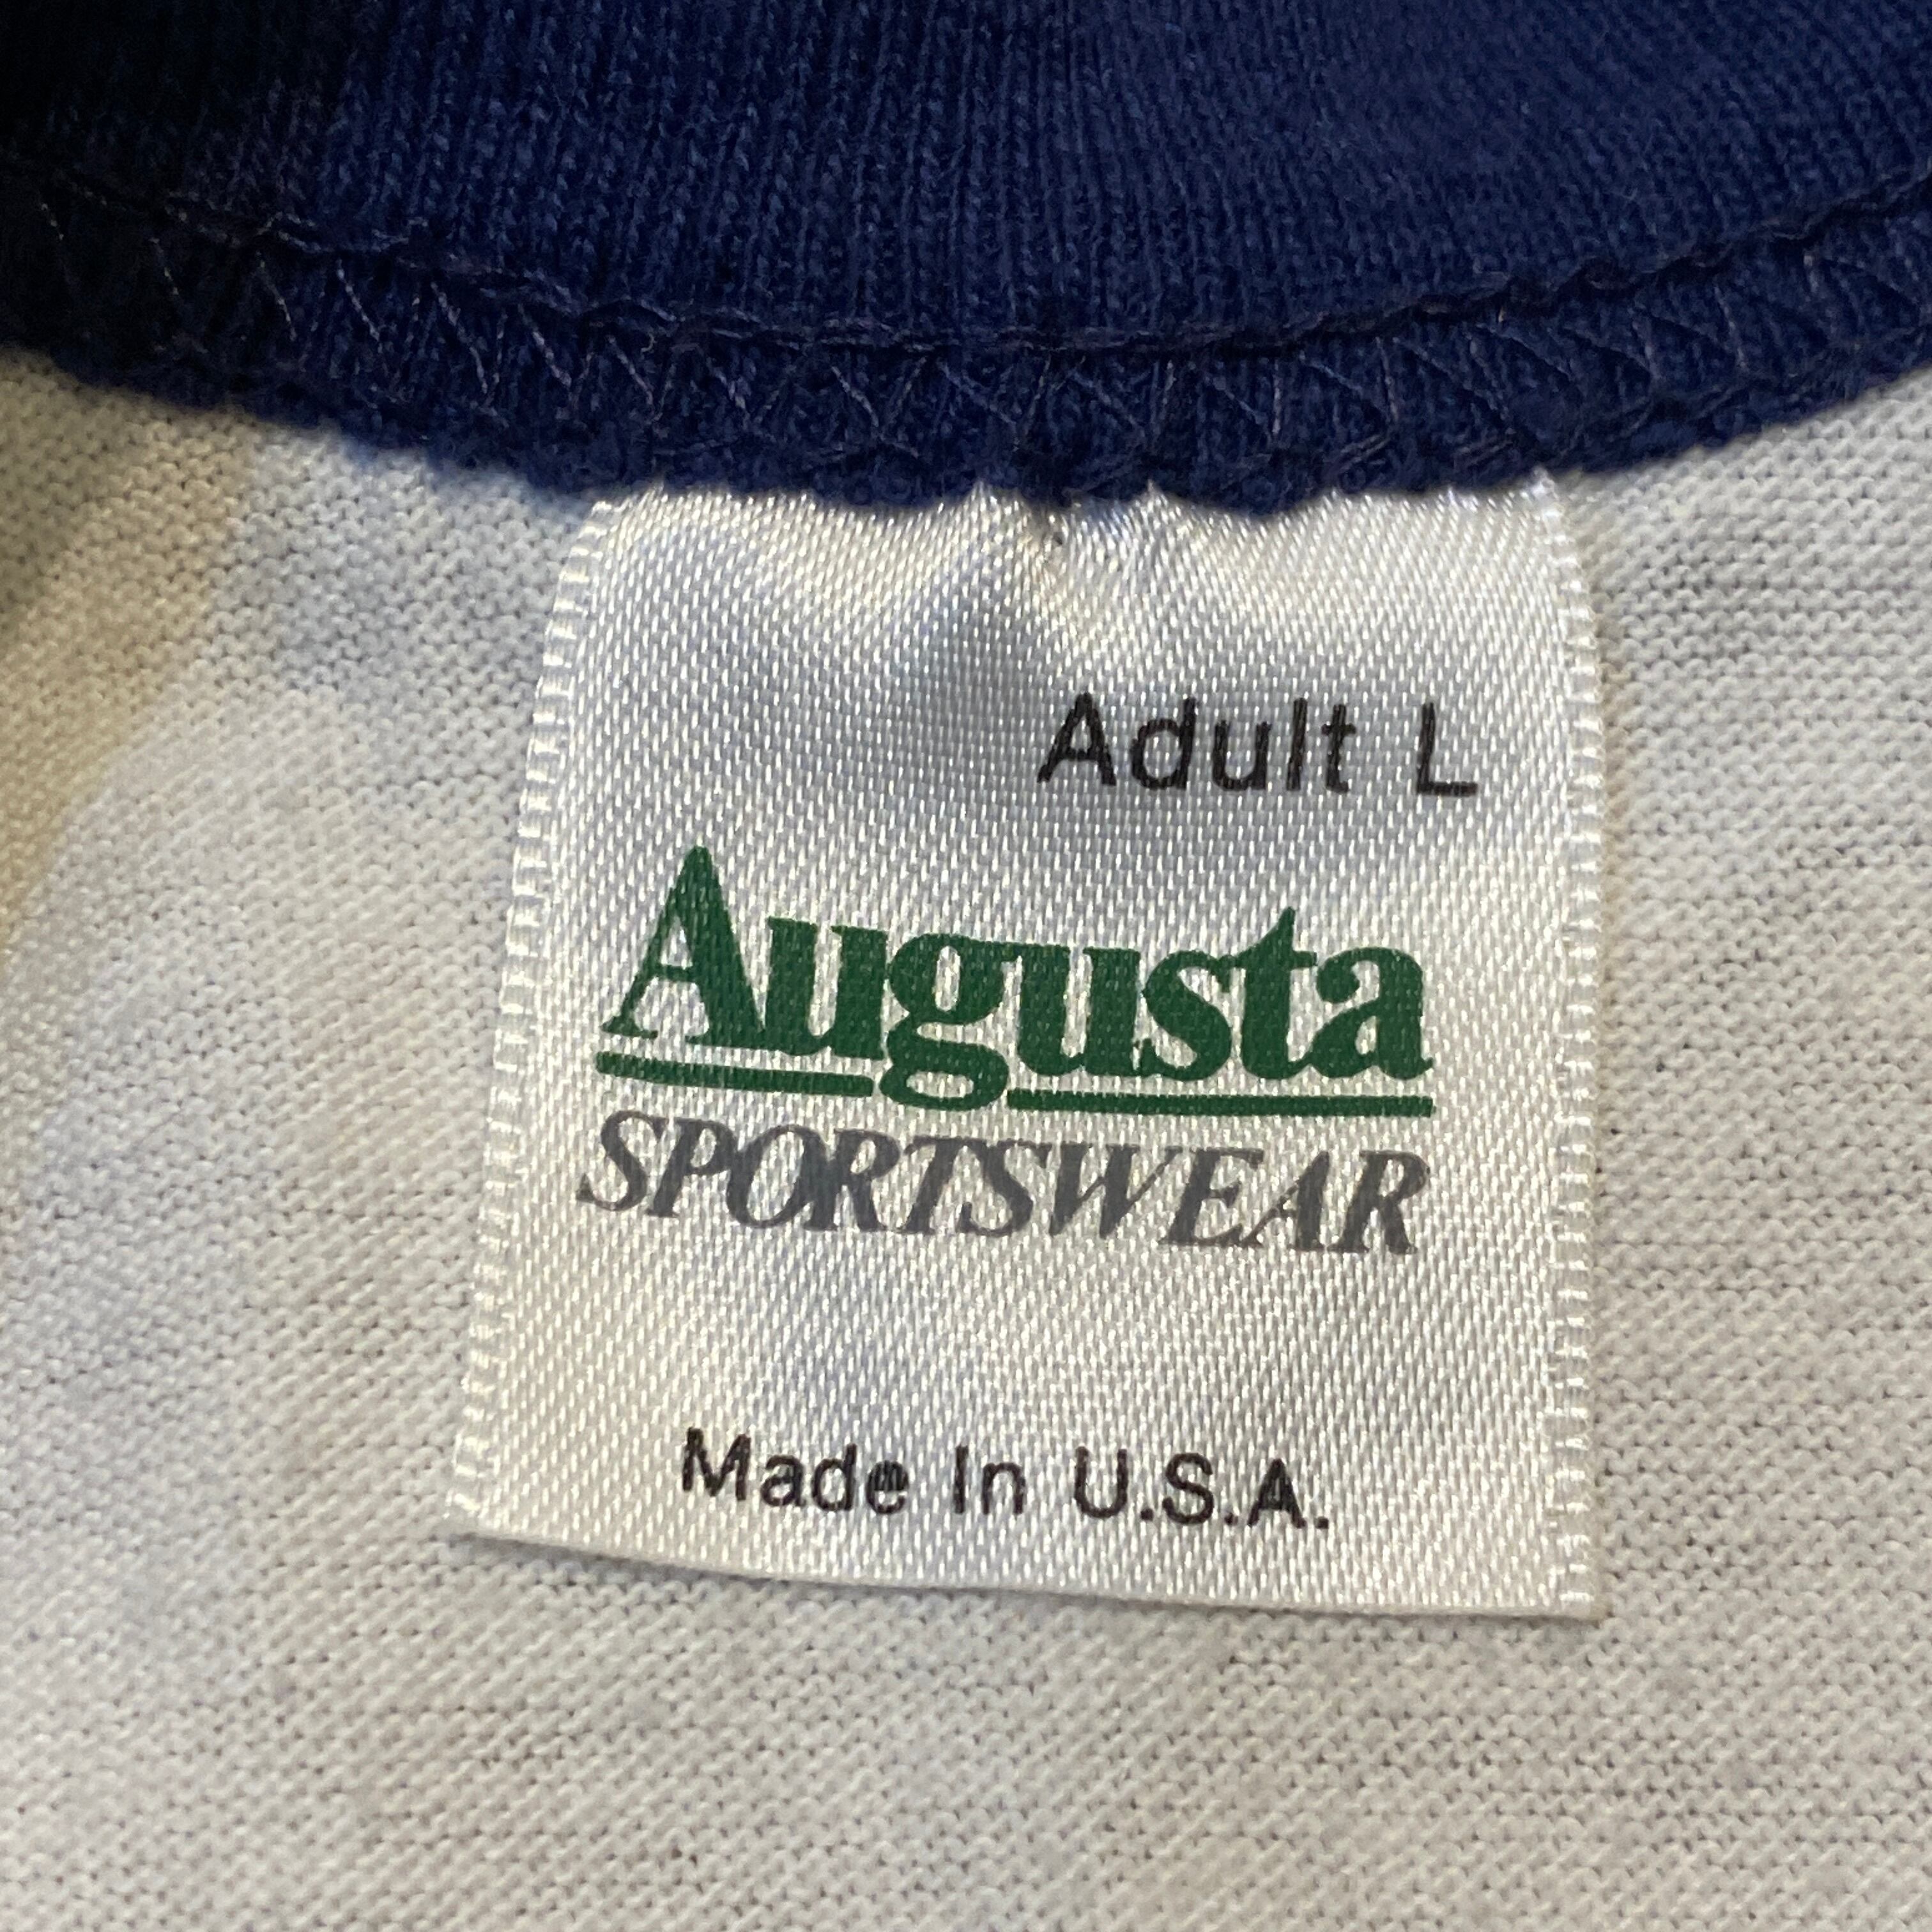 Adult L
Augusta
SPORTSWEAR
Made In U.S.A.